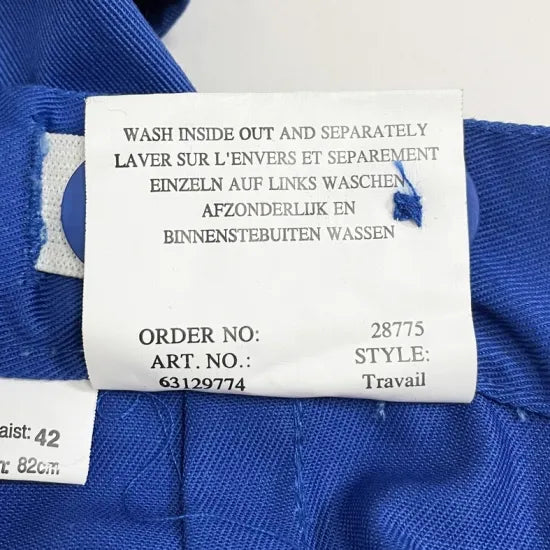 WASH INSIDE OUT AND SEPARATELY
LAVER SUR L'ENVERS ET SEPAREMENT
EINZELN AUF LINKS WASCHEN
AFZONDERLIJK EN
BINNENSTEBUITEN WASSEN
ORDER NO: 28775
ART. NO.: STYLE:
63129774 Travail
aist: 42
n: 82cm